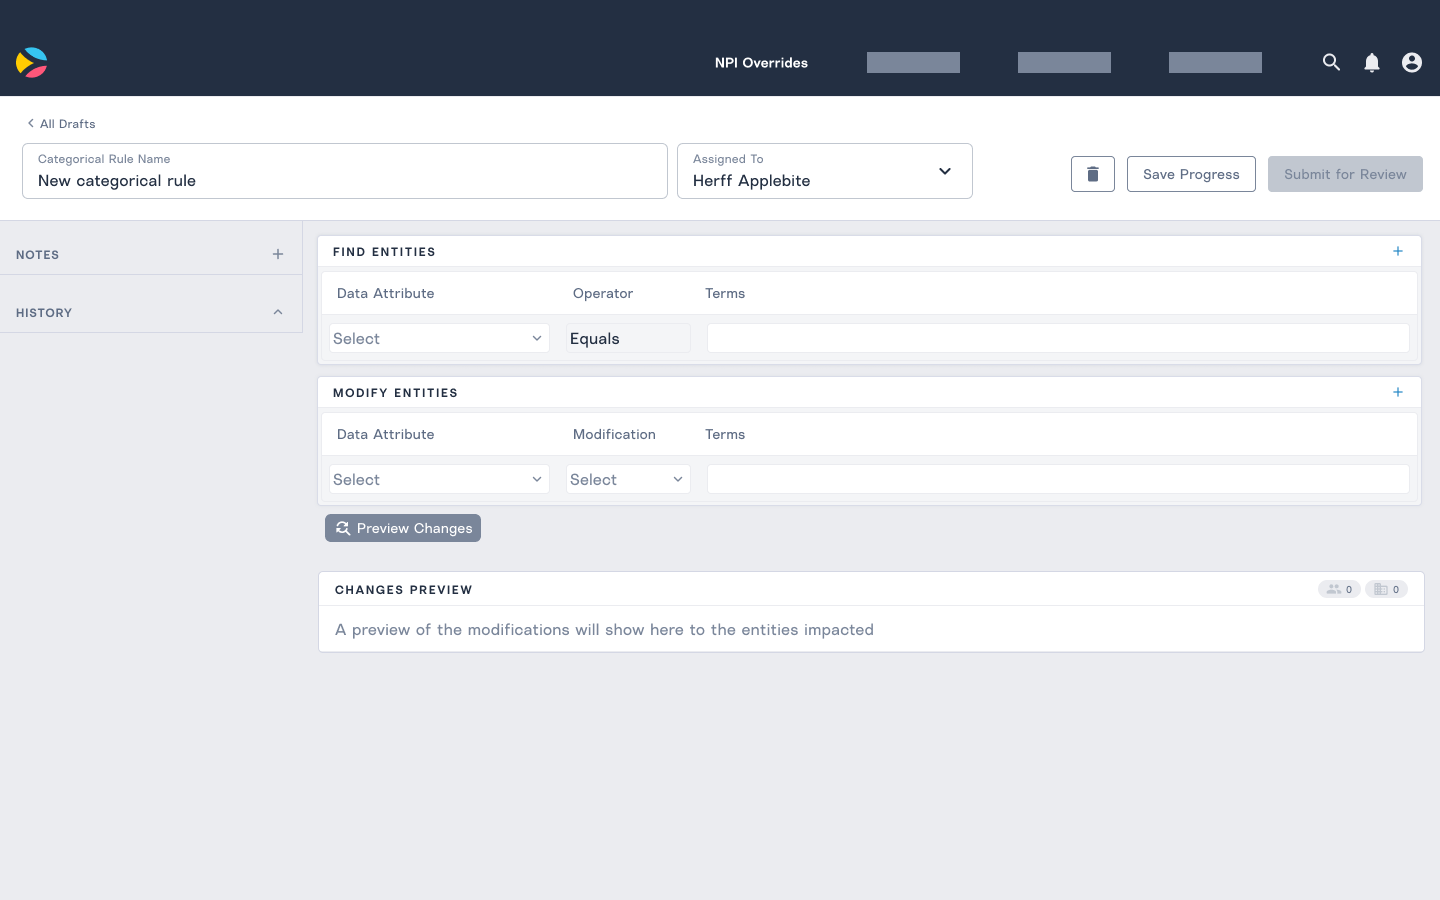 NPI Overrides
All Drafts
Categorical Rule Name
New categorical rule
Assigned To
Herff Applebite
Save Progress
Submit for Review
NOTES
HISTORY
FIND ENTITIES
Data Attribute Operator Terms
Select Equals
MODIFY ENTITIES
Data Attribute Modification Terms
Select Select
Preview Changes
CHANGES PREVIEW 0 0
A preview of the modifications will show here to the entities impacted